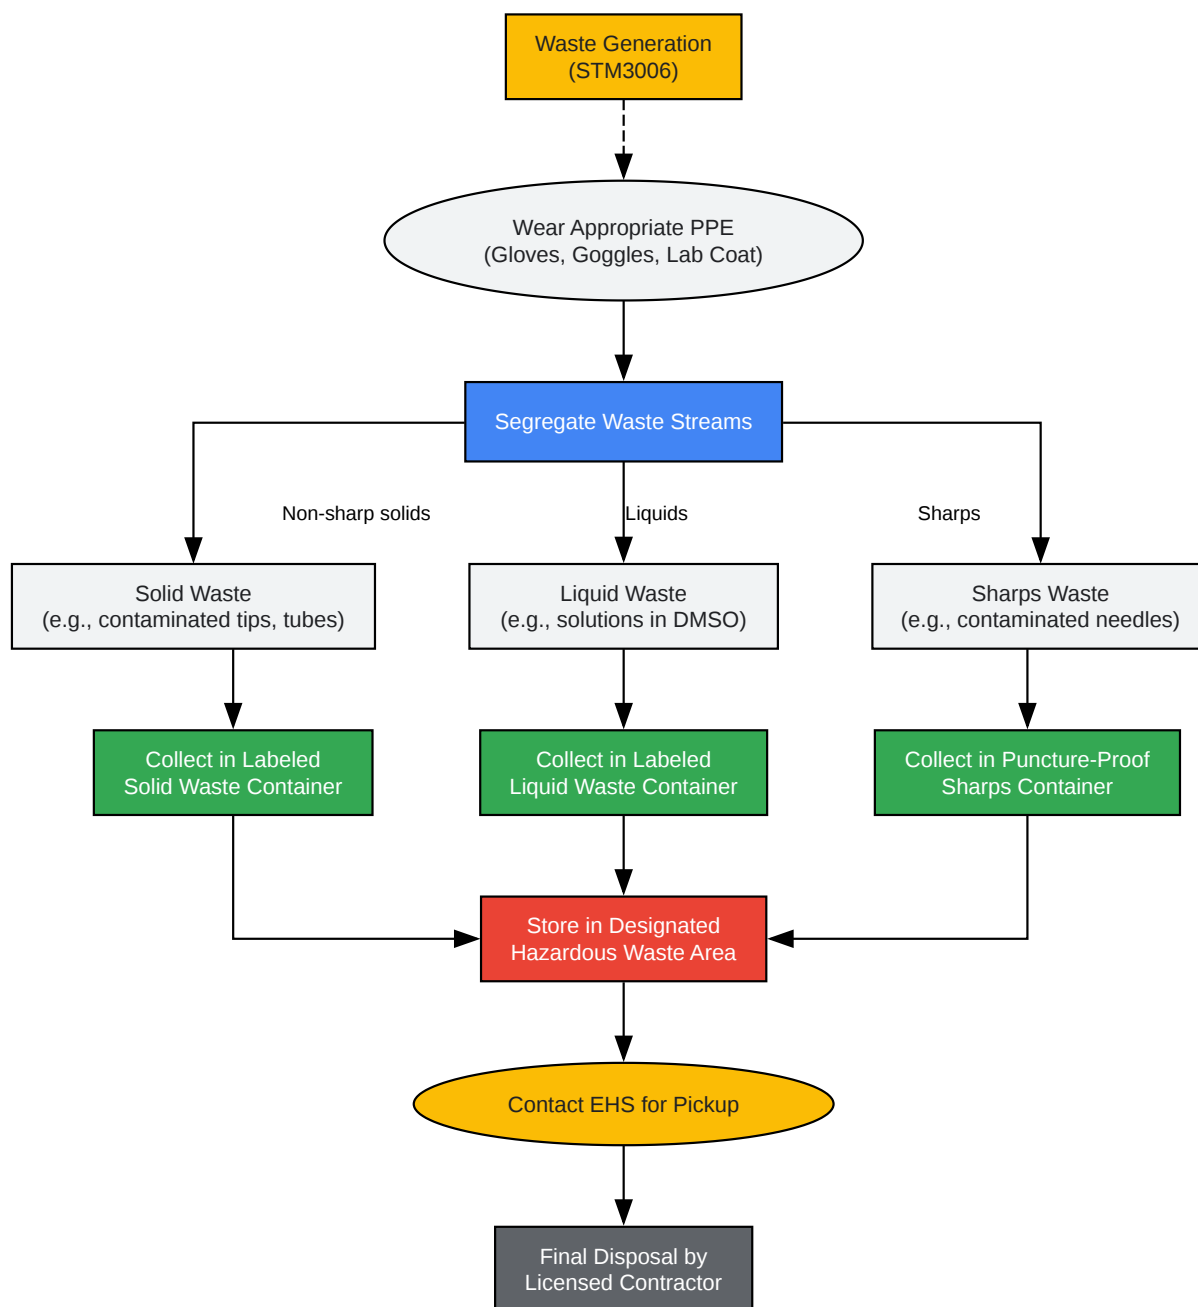 Waste Generation
(STM3006)
Wear Appropriate PPE
(Gloves, Goggles, Lab Coat)
Segregate Waste Streams
Non-sharp solids
Liquids
Sharps
Solid Waste
(e.g., contaminated tips, tubes)
Liquid Waste
(e.g., solutions in DMSO)
Sharps Waste
(e.g., contaminated needles)
Collect in Labeled
Solid Waste Container
Collect in Labeled
Liquid Waste Container
Collect in Puncture-Proof
Sharps Container
Store in Designated
Hazardous Waste Area
Contact EHS for Pickup
Final Disposal by
Licensed Contractor